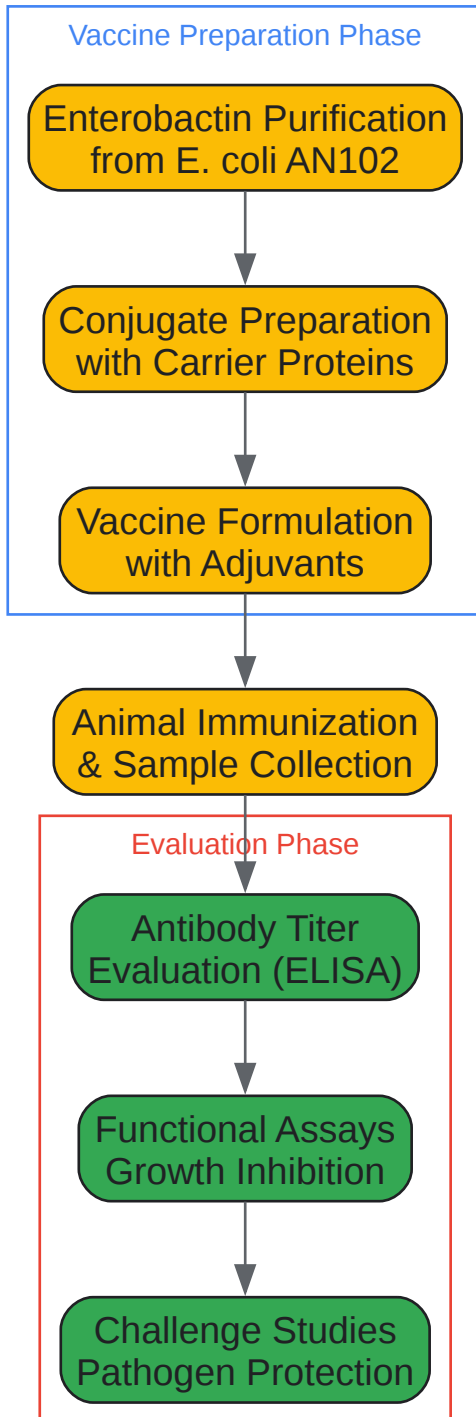 Vaccine Preparation Phase
Enterobactin Purification
from E. coli AN102
Conjugate Preparation
with Carrier Proteins
Vaccine Formulation
with Adjuvants
Animal Immunization
& Sample Collection
Evaluation Phase
Antibody Titer
Evaluation (ELISA)
Functional Assays
Growth Inhibition
Challenge Studies
Pathogen Protection